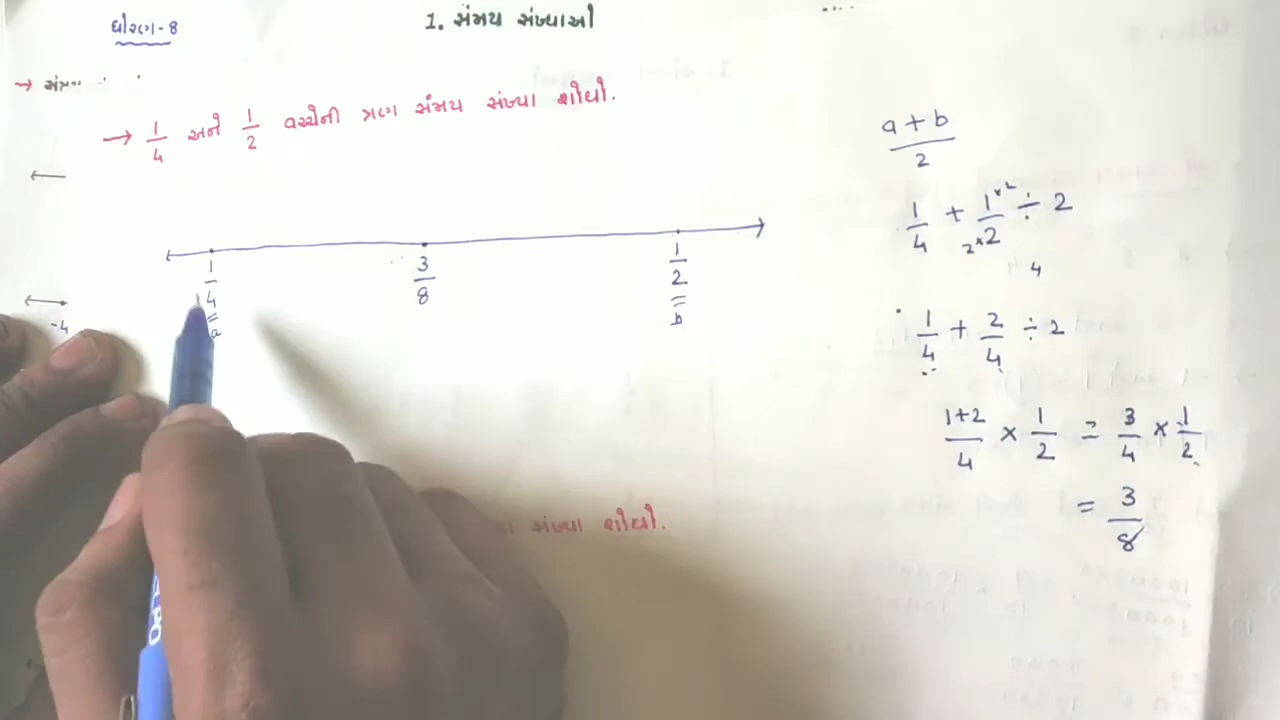 ધોરણ-8
1. સંમેય સંખ્યાઓ
→ 1/4 અને 1/2 વચ્ચેની ત્રણ સંમેય સંખ્યા શોધો.
1/4 = a
3/8
1/2 = b
-4
સંખ્યા શોધો.
a+b/2
1/4 + 1×2/2×2 ÷ 2
4
1/4 + 2/4 ÷ 2
1+2/4 × 1/2 = 3/4 × 1/2
= 3/8